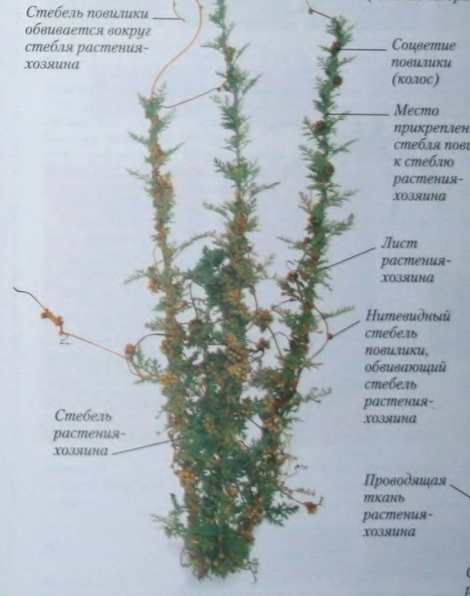 Стебель повилики
обвивается вокруг
стебля растения-
хозяина
Соцветие
повилики
(колос)
Место
стебля
к стеблю
растения-
хозяина
Лист
растения-
хозяина
Нитевидный
стебель
повилики,
обвивающий
стебель
растения-
хозяина
Стебель
растения-
хозяина
Проводящая
ткань
растения-
хозяина